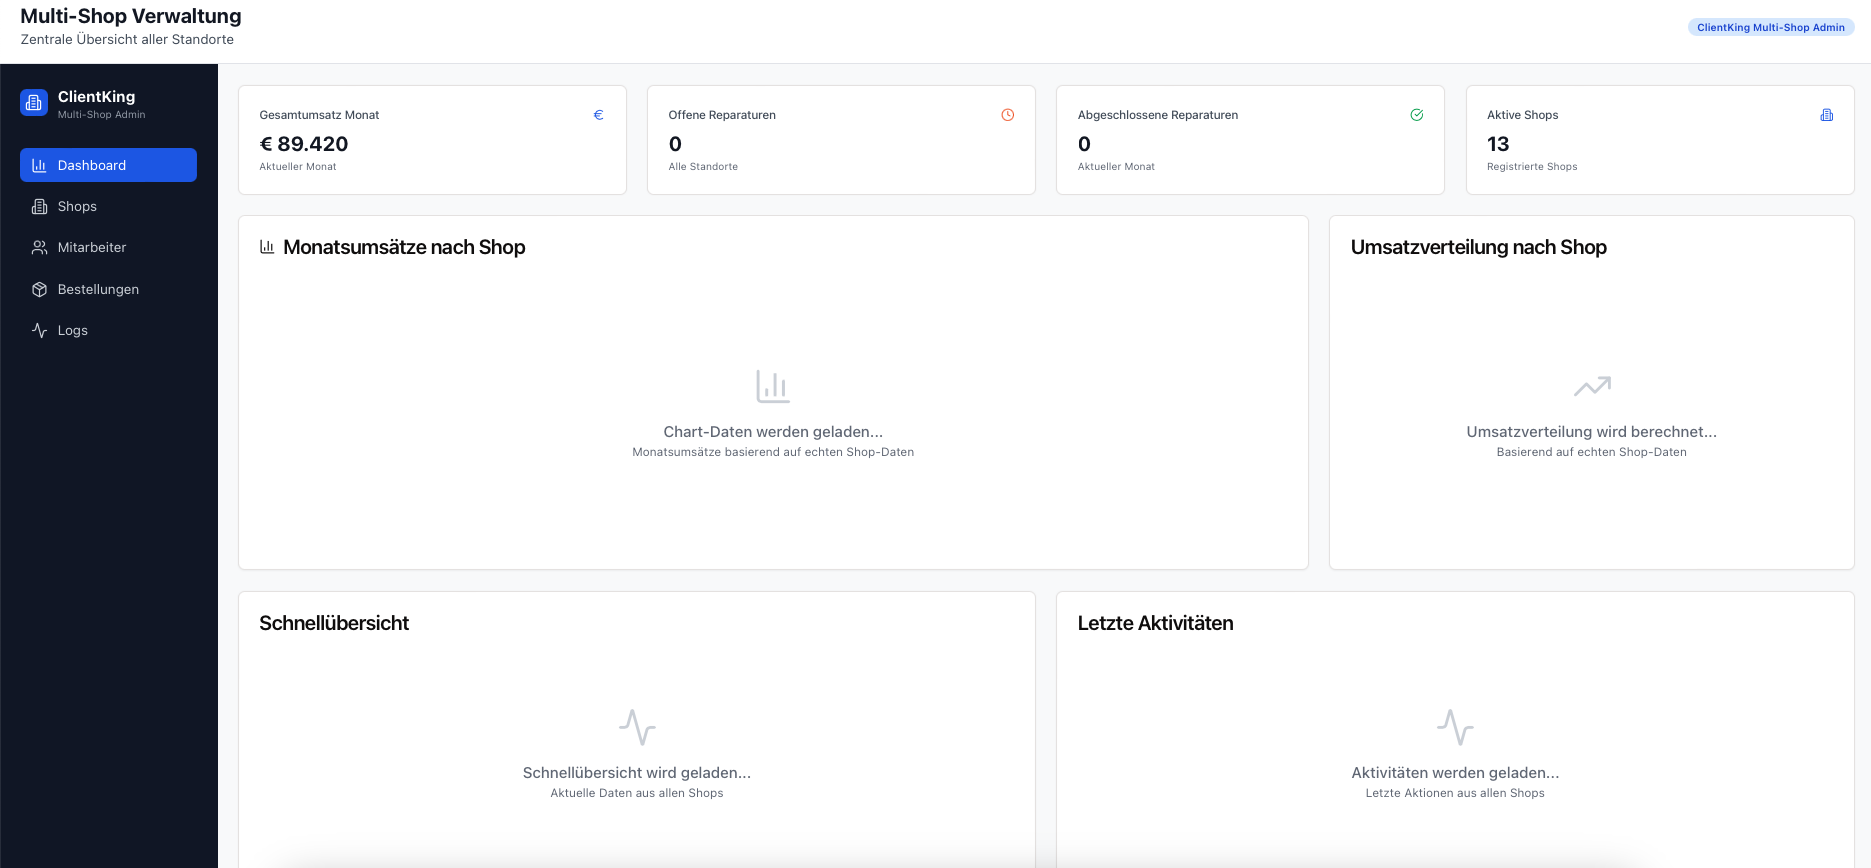 Multi-Shop Verwaltung
Zentrale Übersicht aller Standorte
ClientKing Multi-Shop Admin
ClientKing
Multi-Shop Admin
Dashboard
Shops
Mitarbeiter
Bestellungen
Logs
Gesamtumsatz Monat
€
€ 89.420
Aktueller Monat
Offene Reparaturen
0
Alle Standorte
Abgeschlossene Reparaturen
0
Aktueller Monat
Aktive Shops
13
Registrierte Shops
Monatsumsätze nach Shop
Chart-Daten werden geladen...
Monatsumsätze basierend auf echten Shop-Daten
Umsatzverteilung nach Shop
Umsatzverteilung wird berechnet...
Basierend auf echten Shop-Daten
Schnellübersicht
Schnellübersicht wird geladen...
Aktuelle Daten aus allen Shops
Letzte Aktivitäten
Aktivitäten werden geladen...
Letzte Aktionen aus allen Shops